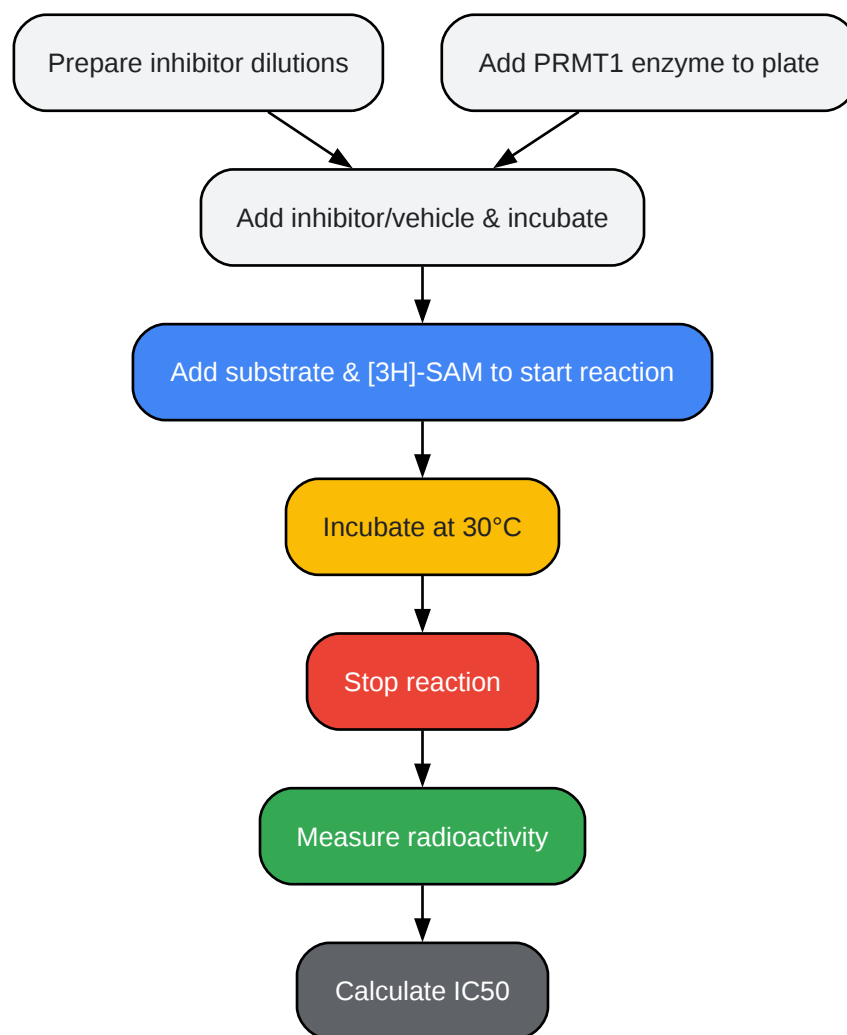 Prepare inhibitor dilutions
Add PRMT1 enzyme to plate
Add inhibitor/vehicle & incubate
Add substrate & [3H]-SAM to start reaction
Incubate at 30°C
Stop reaction
Measure radioactivity
Calculate IC50